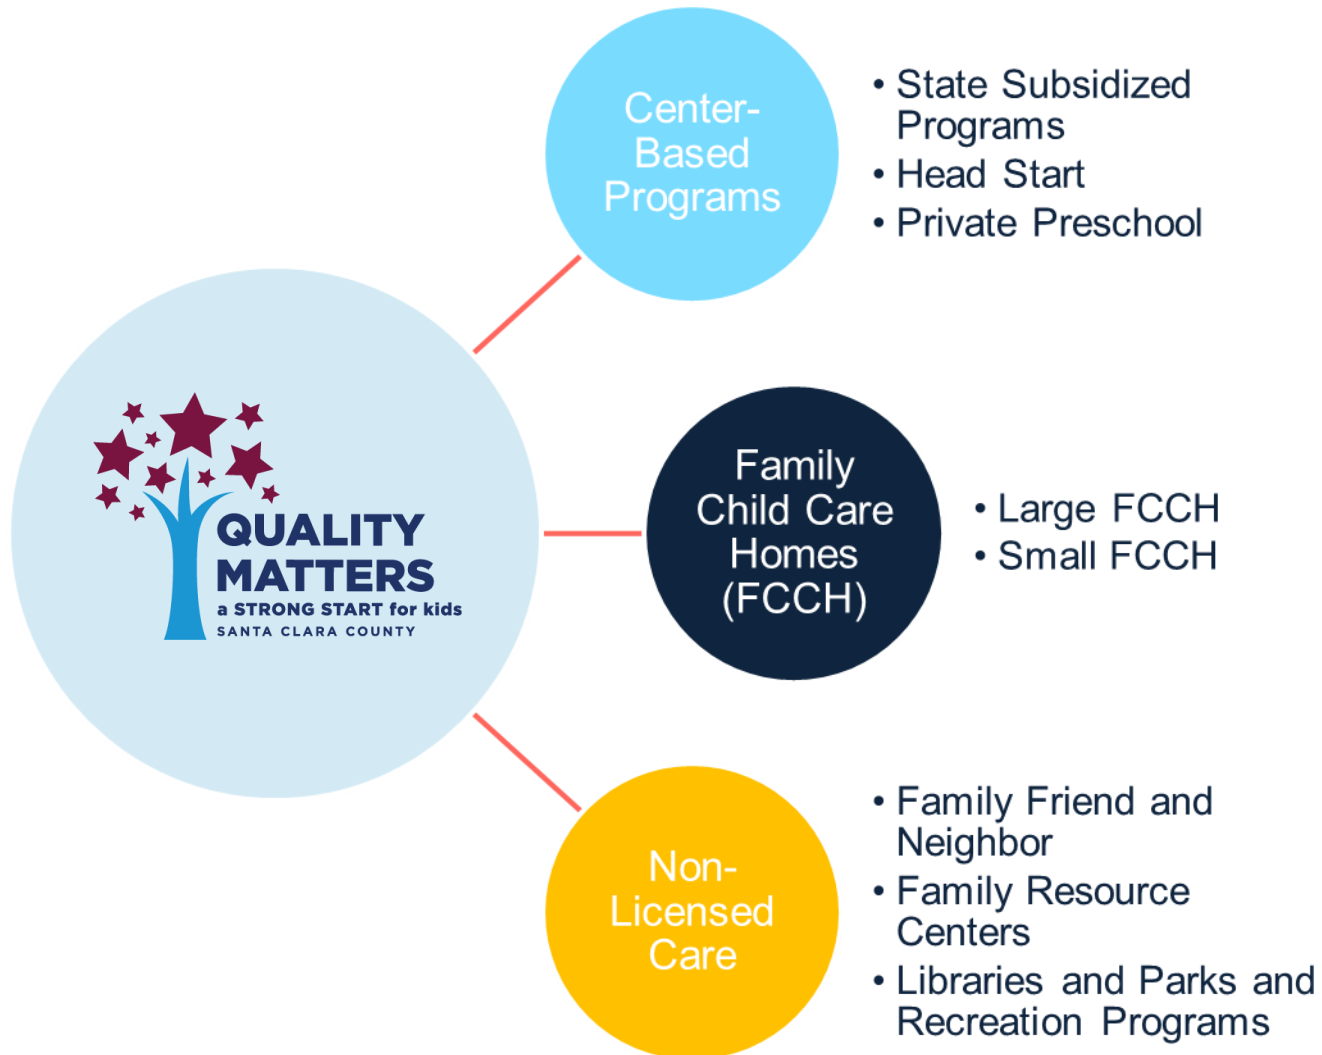 QUALITY
MATTERS
a STRONG START for kids
SANTA CLARA COUNTY
Center-
Based
Programs
• State Subsidized
Programs
• Head Start
• Private Preschool
Family
Child Care
Homes
(FCCH)
• Large FCCH
• Small FCCH
Non-
Licensed
Care
• Family Friend and
Neighbor
• Family Resource
Centers
• Libraries and Parks and
Recreation Programs